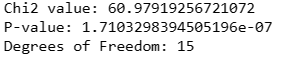 Chi2 value: 60.97919256721072
P-value: 1.7103298394505196e-07
Degrees of Freedom: 15